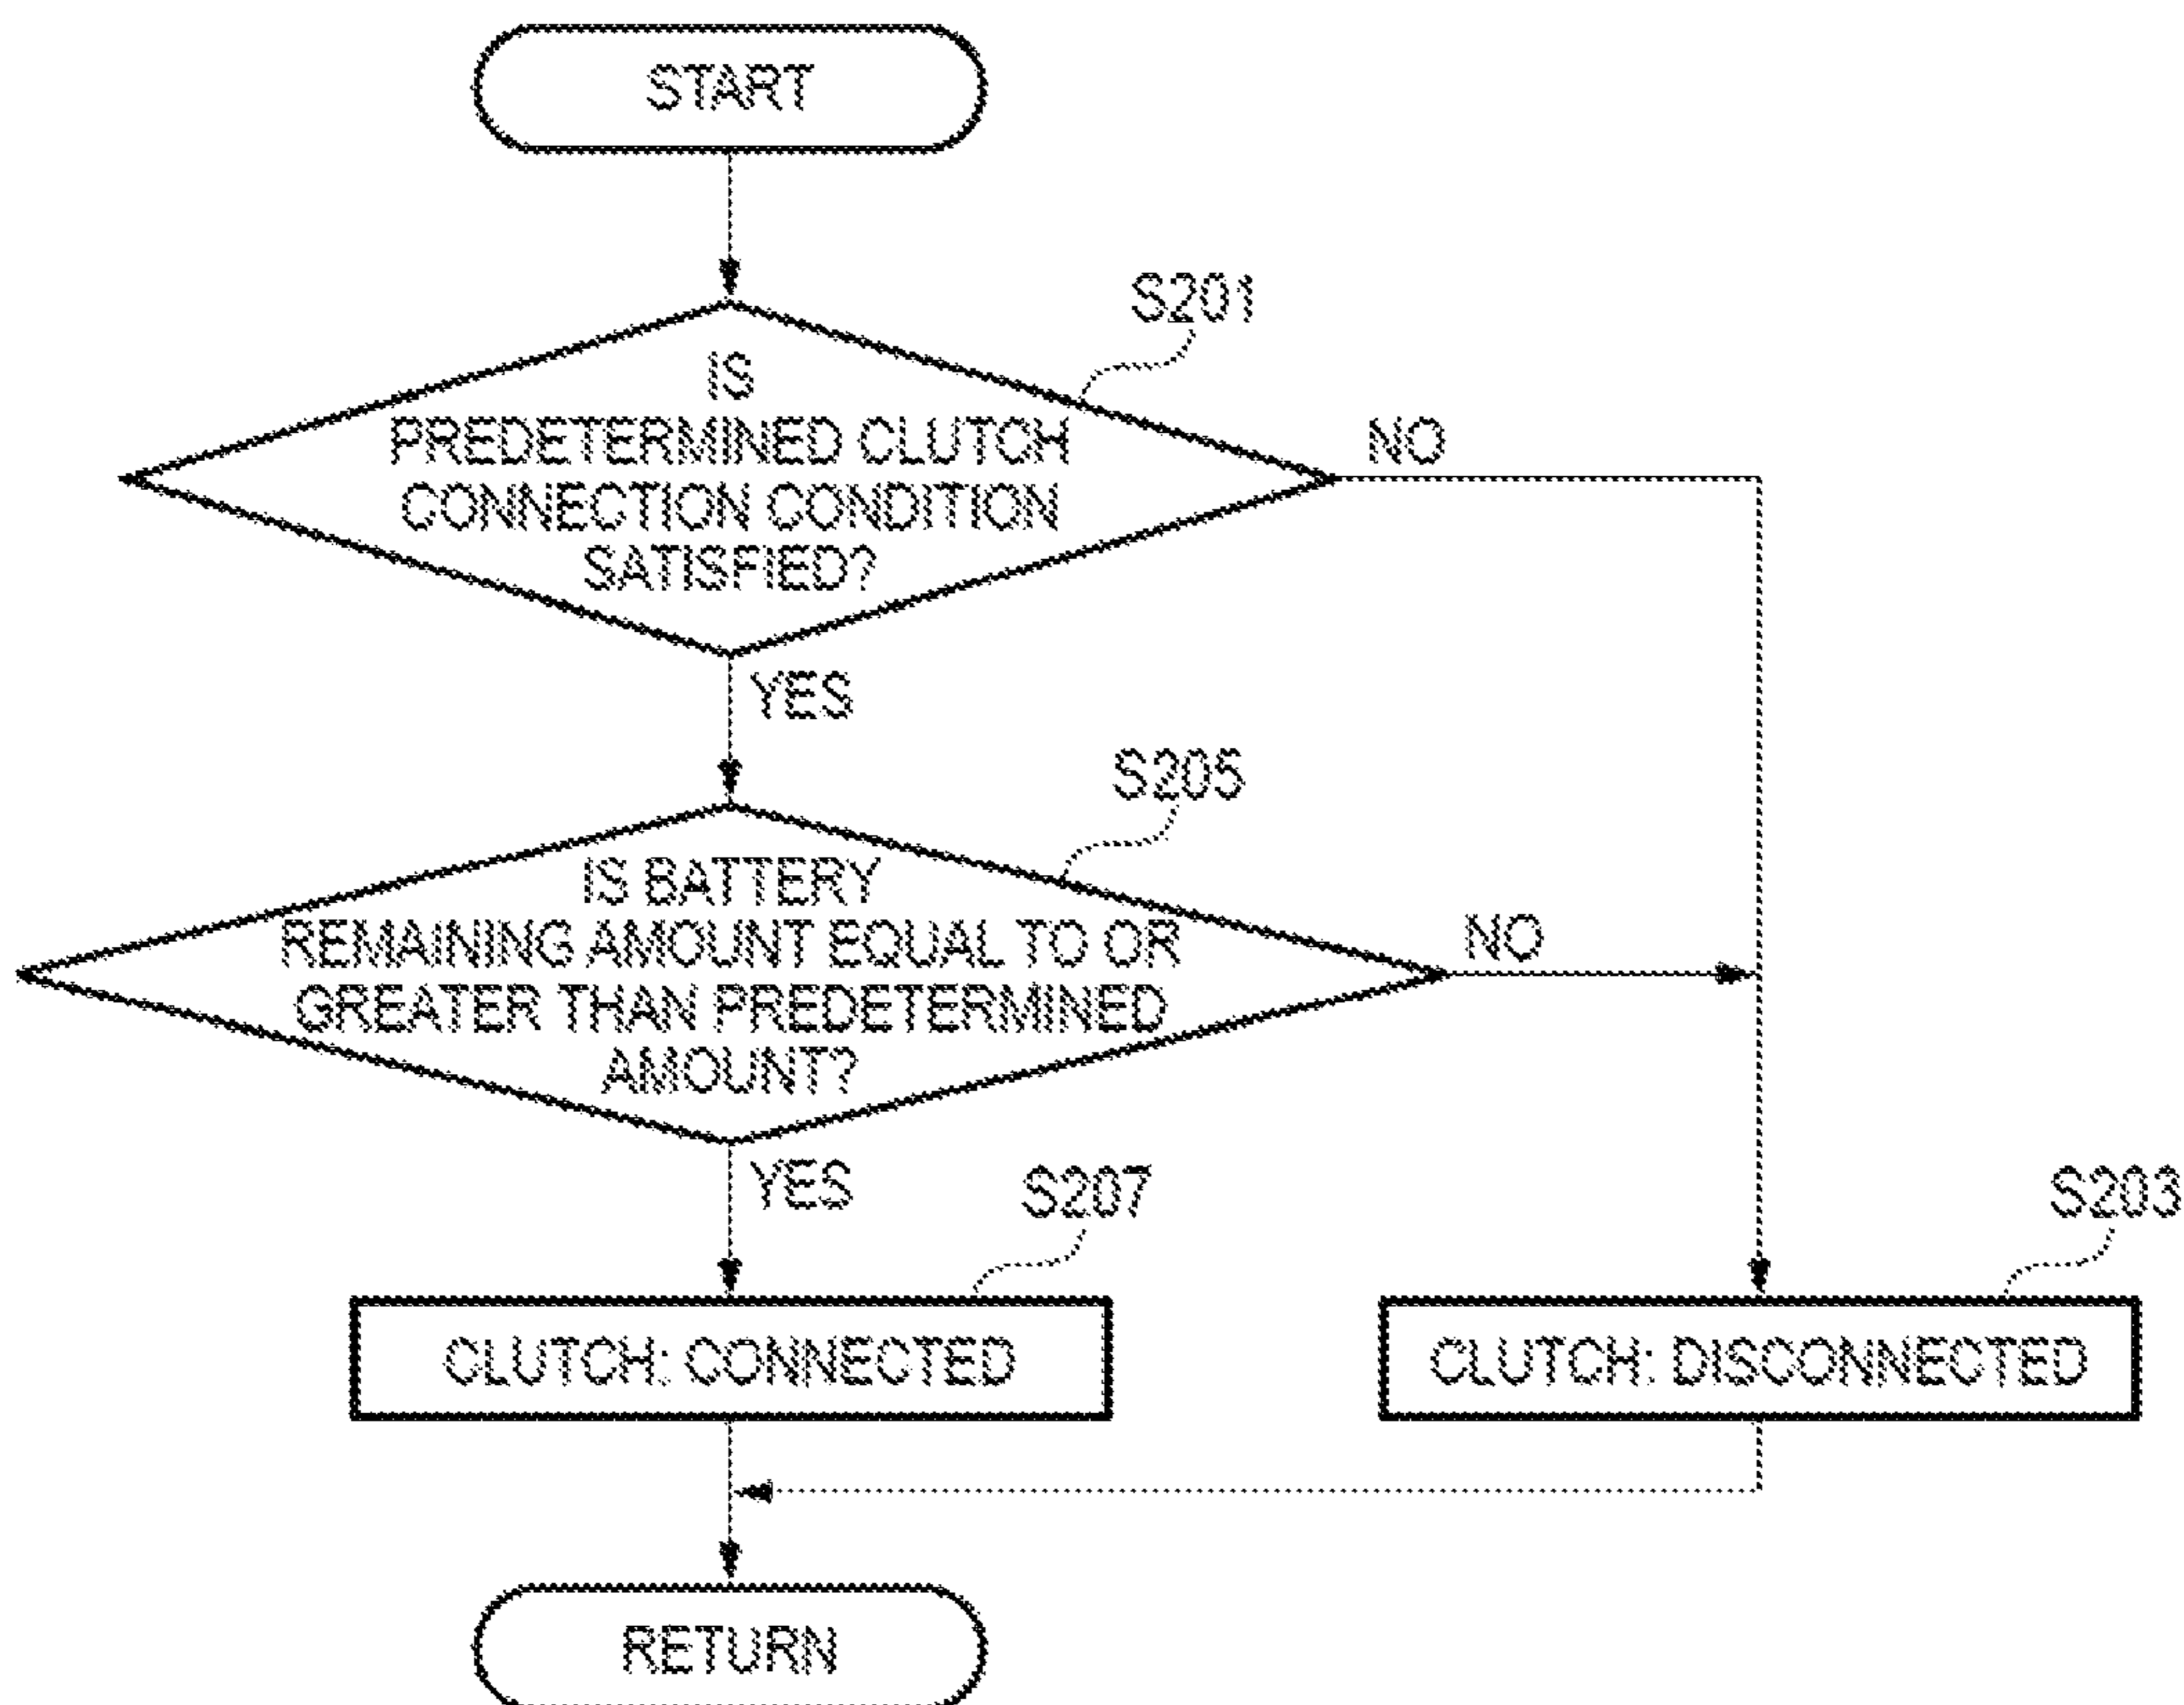 START
S201
IS
PREDETERMINED CLUTCH
CONNECTION CONDITION
SATISFIED?
NO
YES
S205
IS BATTERY
REMAINING AMOUNT EQUAL TO OR
GREATER THAN PREDETERMINED
AMOUNT?
NO
YES
S207
S203
CLUTCH: CONNECTED
CLUTCH: DISCONNECTED
RETURN